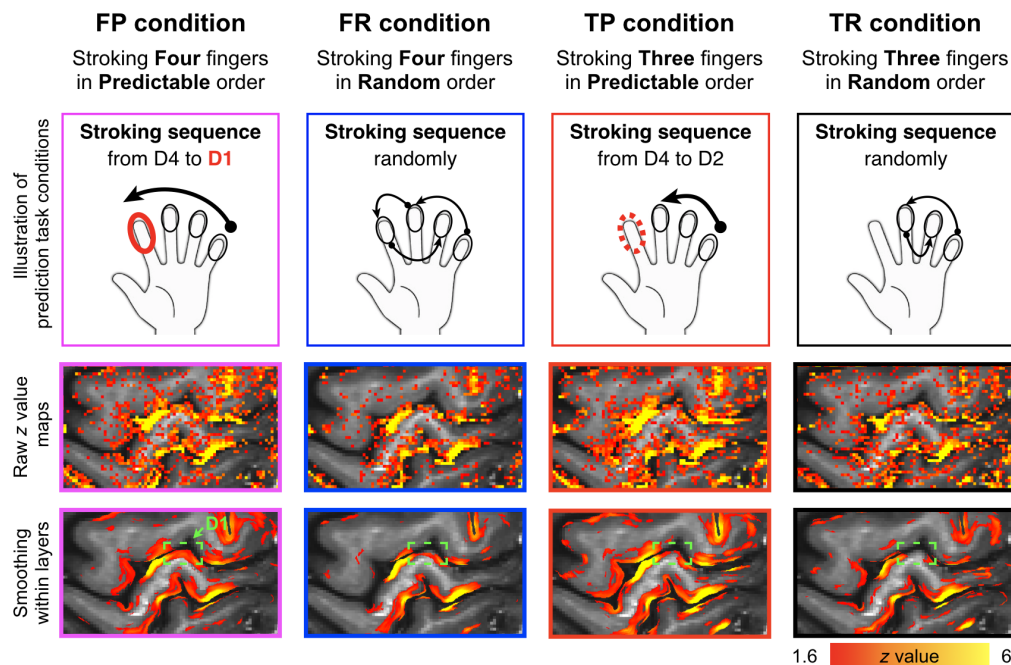 FP condition
Stroking Four fingers
in Predictable order
FR condition
Stroking Four fingers
in Random order
TP condition
Stroking Three fingers
in Predictable order
TR condition
Stroking Three fingers
in Random order
Illustration of
prediction task conditions
Stroking sequence
from D4 to D1
Stroking sequence
randomly
Stroking sequence
from D4 to D2
Stroking sequence
randomly
Raw z value
maps
Smoothing
within layers
D1
1.6
z value
6